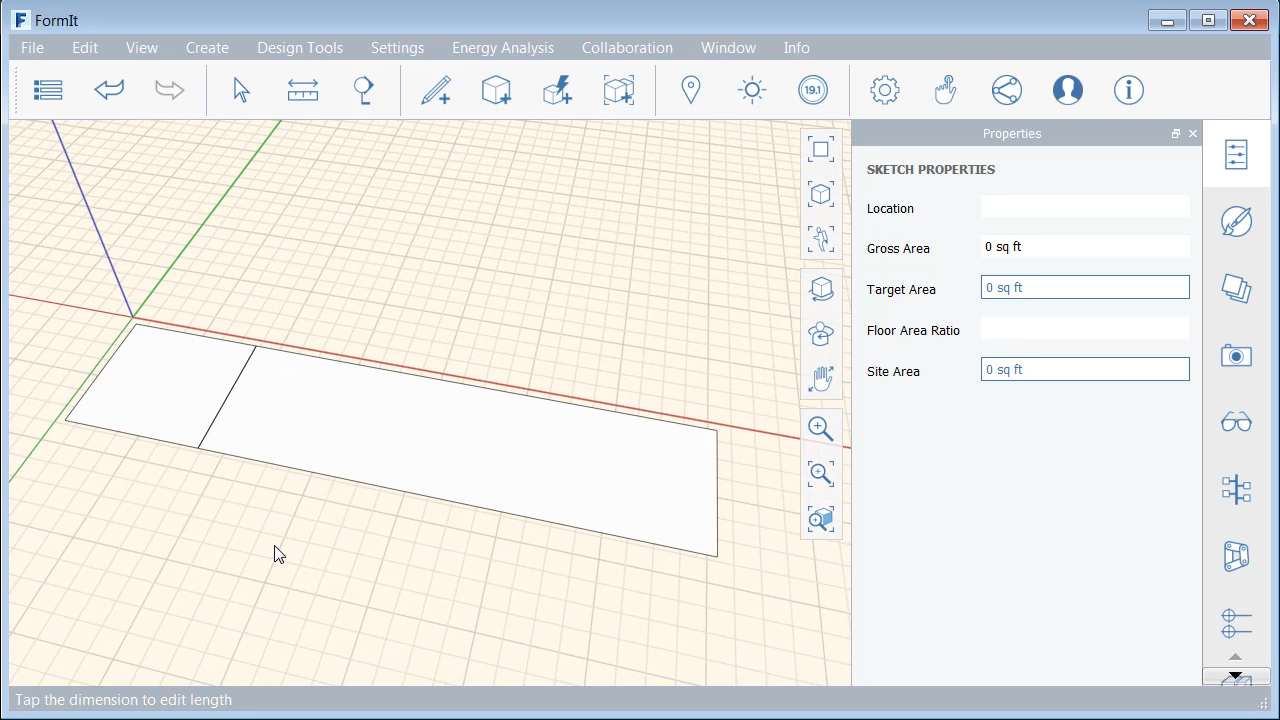 FormIt
File Edit View Create Design Tools Settings Energy Analysis Collaboration Window Info
19.1
Properties
SKETCH PROPERTIES
Location
Gross Area 0 sq ft
Target Area 0 sq ft
Floor Area Ratio
Site Area 0 sq ft
Tap the dimension to edit length